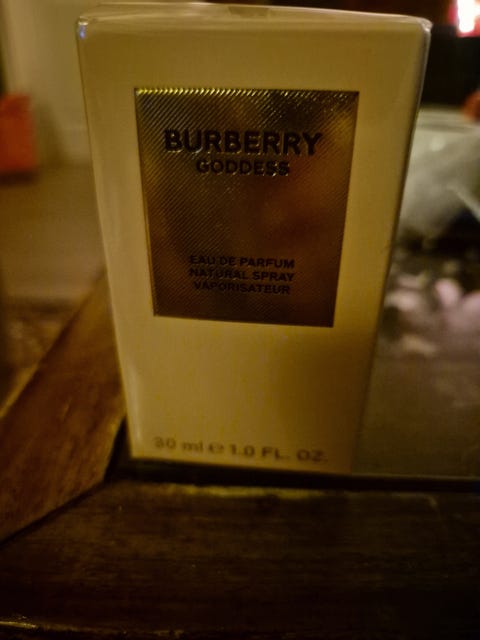 BURBERRY
GODDESS
EAU DE PARFUM
NATURAL SPRAY
VAPORISATEUR
30 ml ℮ 1.0 FL. OZ.